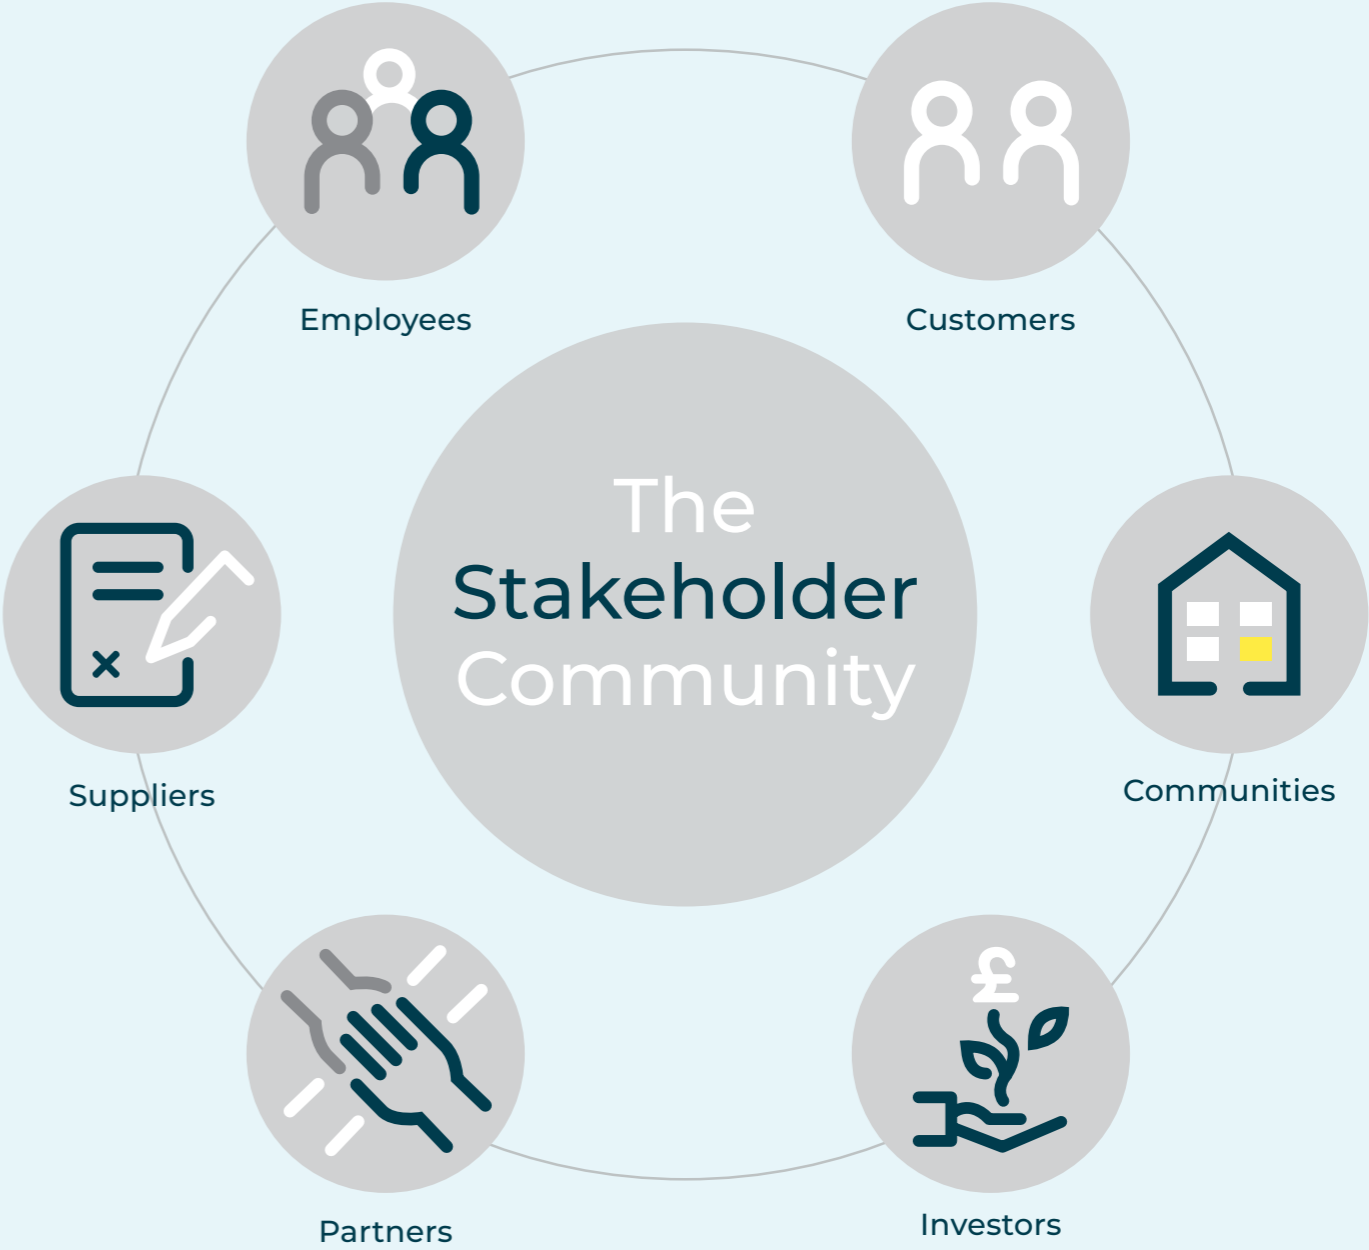 Employees
Customers
The
Stakeholder
Community
Suppliers
Communities
£
Partners
Investors